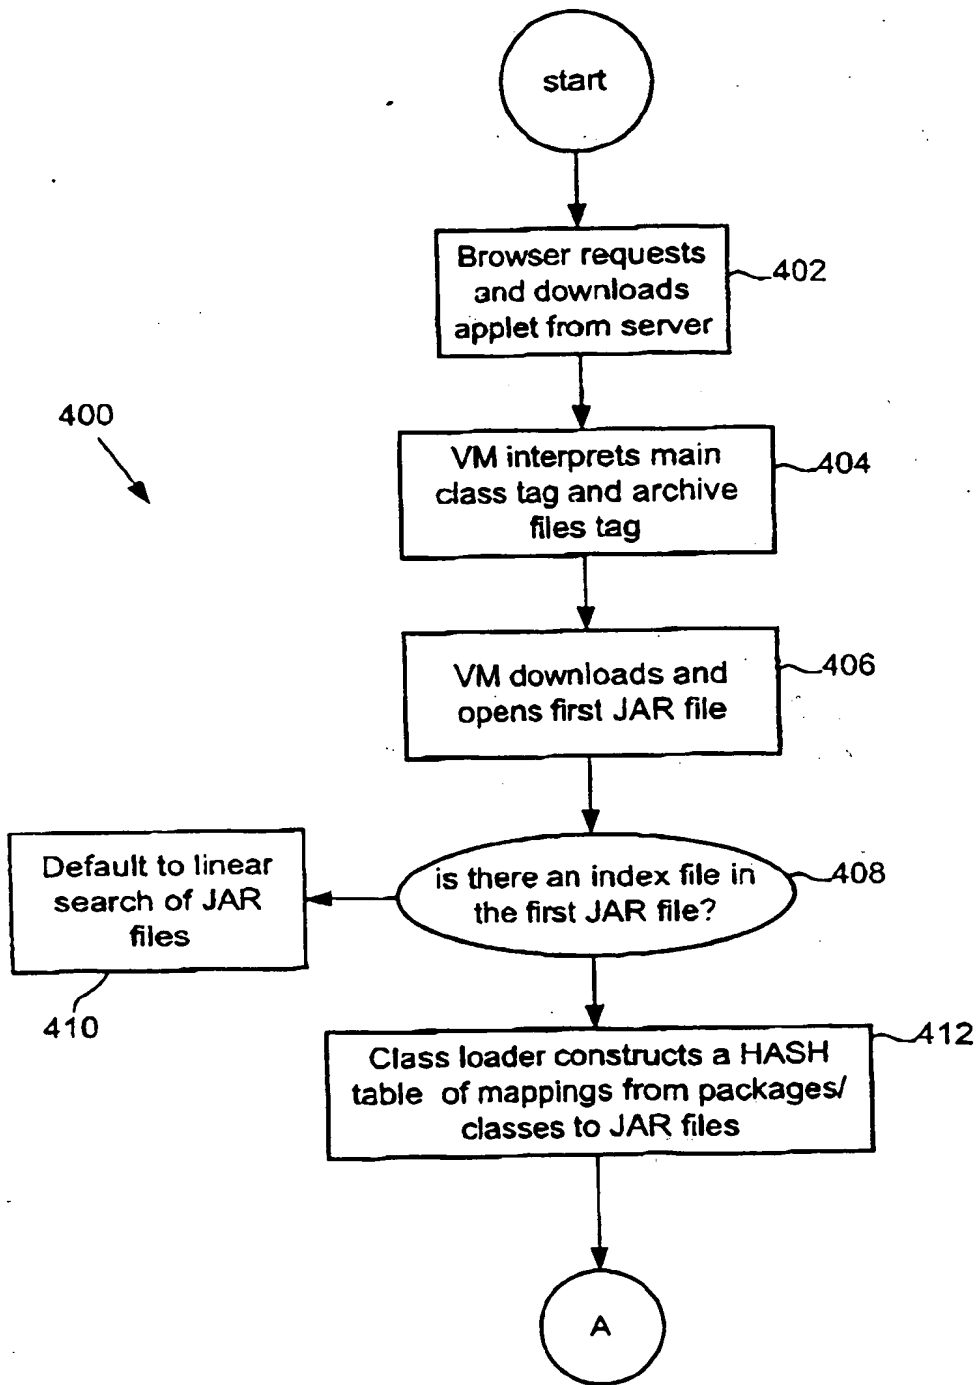 start
Browser requests
and downloads
applet from server
402
400
VM interprets main
class tag and archive
files tag
404
VM downloads and
opens first JAR file
406
is there an index file in
the first JAR file?
408
Default to linear
search of JAR
files
410
Class loader constructs a HASH
table of mappings from packages/
classes to JAR files
412
A